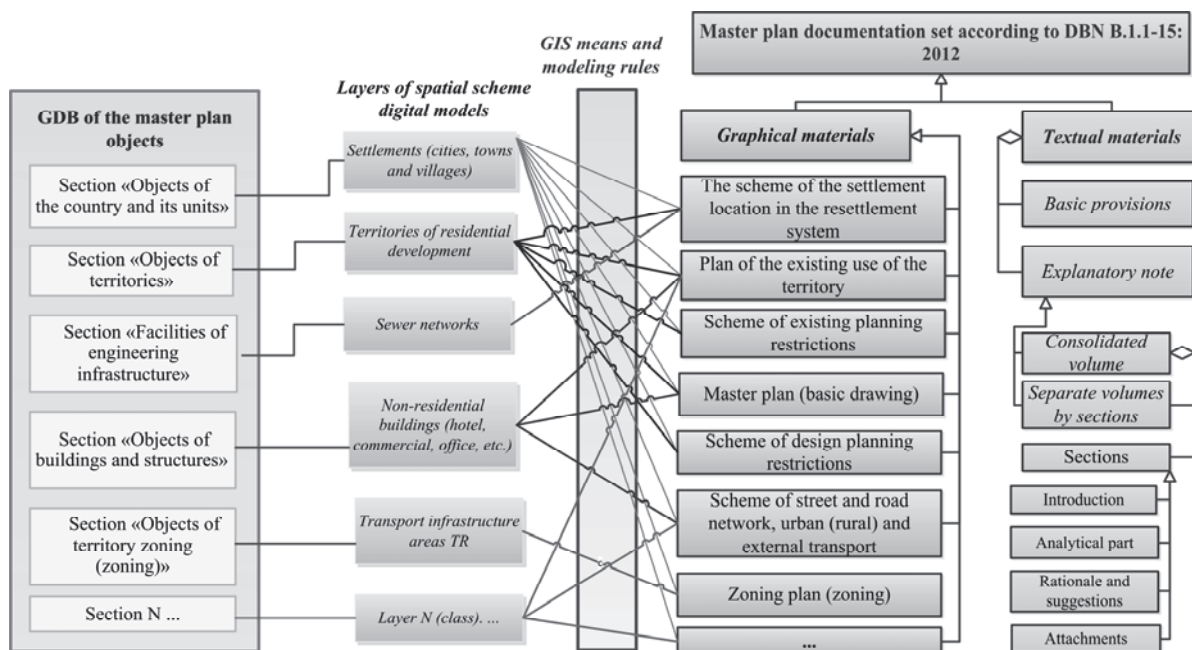 GDB of the master plan
objects
Section «Objects of
the country and its units»
Section «Objects of
territories»
Section «Facilities of
engineering
infrastructure»
Section «Objects of
buildings and structures»
Section «Objects of
territory zoning
(zoning)»
Section N ...
Layers of spatial scheme
digital models
Settlements (cities, towns
and villages)
Territories of residential
development
Sewer networks
Non-residential
buildings (hotel,
commercial, office, etc.)
Transport infrastructure
areas TR
Layer N (class). ...
GIS means and
modeling rules
Master plan documentation set according to DBN B.1.1-15:
2012
Graphical materials
The scheme of the settlement
location in the resettlement
system
Plan of the existing use of the
territory
Scheme of existing planning
restrictions
Master plan (basic drawing)
Scheme of design planning
restrictions
Scheme of street and road
network, urban (rural) and
external transport
Zoning plan (zoning)
...
Textual materials
Basic provisions
Explanatory note
Consolidated
volume
Separate volumes
by sections
Sections
Introduction
Analytical part
Rationale and
suggestions
Attachments